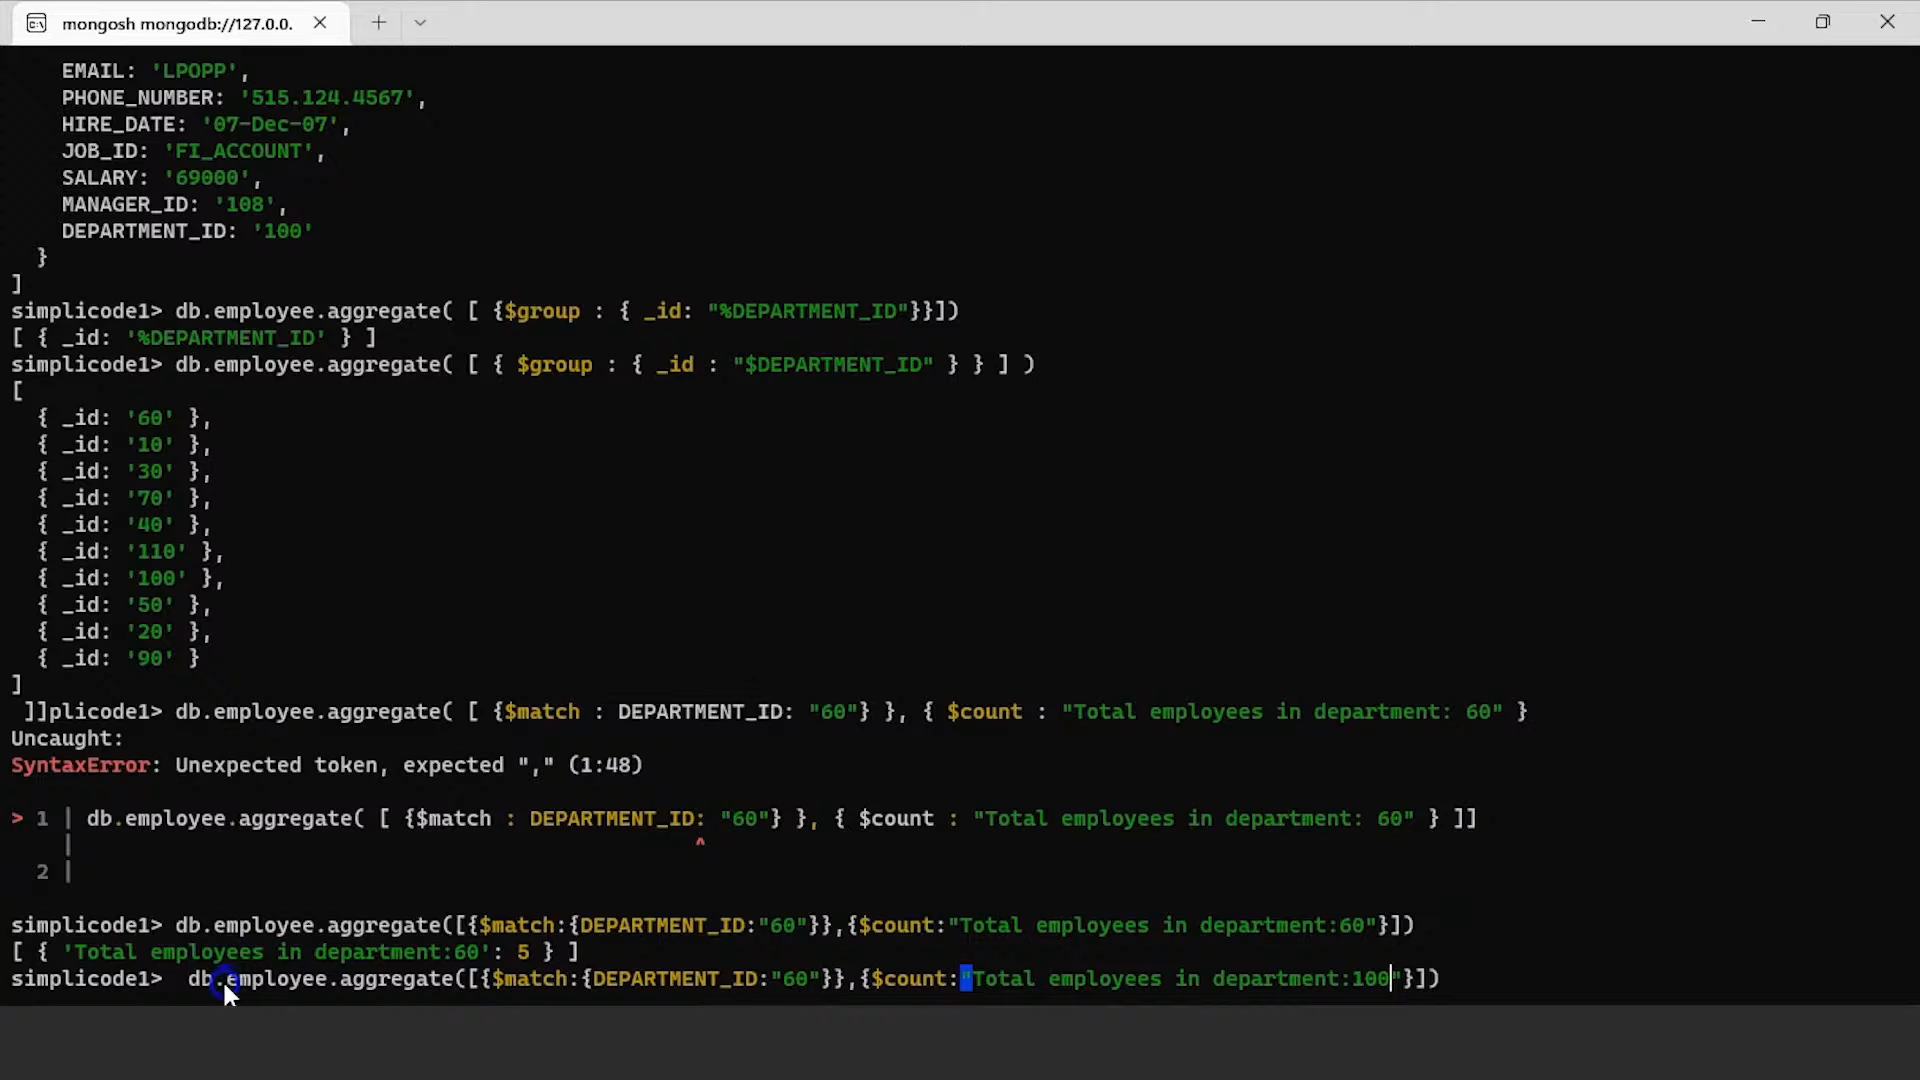 mongosh mongodb://127.0.0.
EMAIL: 'LPOPP',
PHONE_NUMBER: '515.124.4567',
HIRE_DATE: '07-Dec-07',
JOB_ID: 'FI_ACCOUNT',
SALARY: '69000',
MANAGER_ID: '108',
DEPARTMENT_ID: '100'
}
]
simplicode1> db.employee.aggregate( [ {$group : { _id: "%DEPARTMENT_ID"}}])
[ { _id: '%DEPARTMENT_ID' } ]
simplicode1> db.employee.aggregate( [ { $group : { _id : "$DEPARTMENT_ID" } } ] )
[
{ _id: '60' },
{ _id: '10' },
{ _id: '30' },
{ _id: '70' },
{ _id: '40' },
{ _id: '110' },
{ _id: '100' },
{ _id: '50' },
{ _id: '20' },
{ _id: '90' }
]
]]plicode1> db.employee.aggregate( [ {$match : DEPARTMENT_ID: "60"} }, { $count : "Total employees in department: 60" }
Uncaught:
SyntaxError: Unexpected token, expected "," (1:48)
> 1 | db.employee.aggregate( [ {$match : DEPARTMENT_ID: "60"} }, { $count : "Total employees in department: 60" } ]]
| ^
2 |
simplicode1> db.employee.aggregate([{$match:{DEPARTMENT_ID:"60"}},{$count:"Total employees in department:60"}])
[ { 'Total employees in department:60': 5 } ]
simplicode1>  db.employee.aggregate([{$match:{DEPARTMENT_ID:"60"}},{$count:"Total employees in department:100"}])